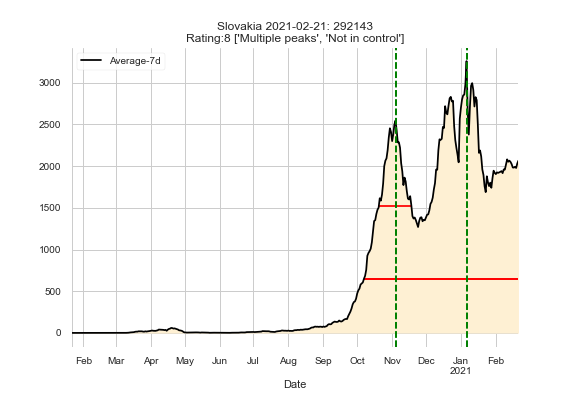 Slovakia 2021-02-21: 292143
Rating:8 ['Multiple peaks', 'Not in control']
Average-7d
3000
2500
2000
1500
1000
500
0
Feb Mar Apr May Jun Jul Aug Sep Oct Nov Dec Jan Feb
2021
Date